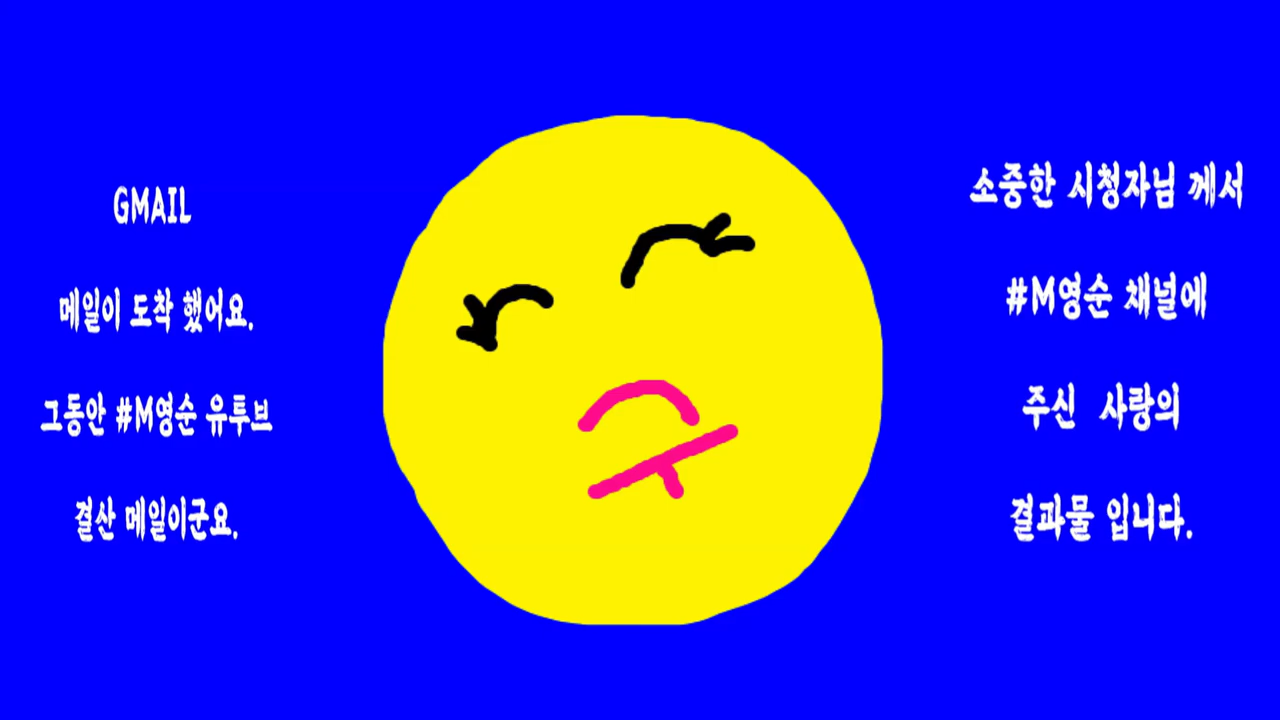 GMAIL
메일이 도착 했어요.
그동안 #M영순 유투브
결산 메일이군요.
소중한 시청자님 께서
#M영순 채널에
주신 사랑의
결과물 입니다.